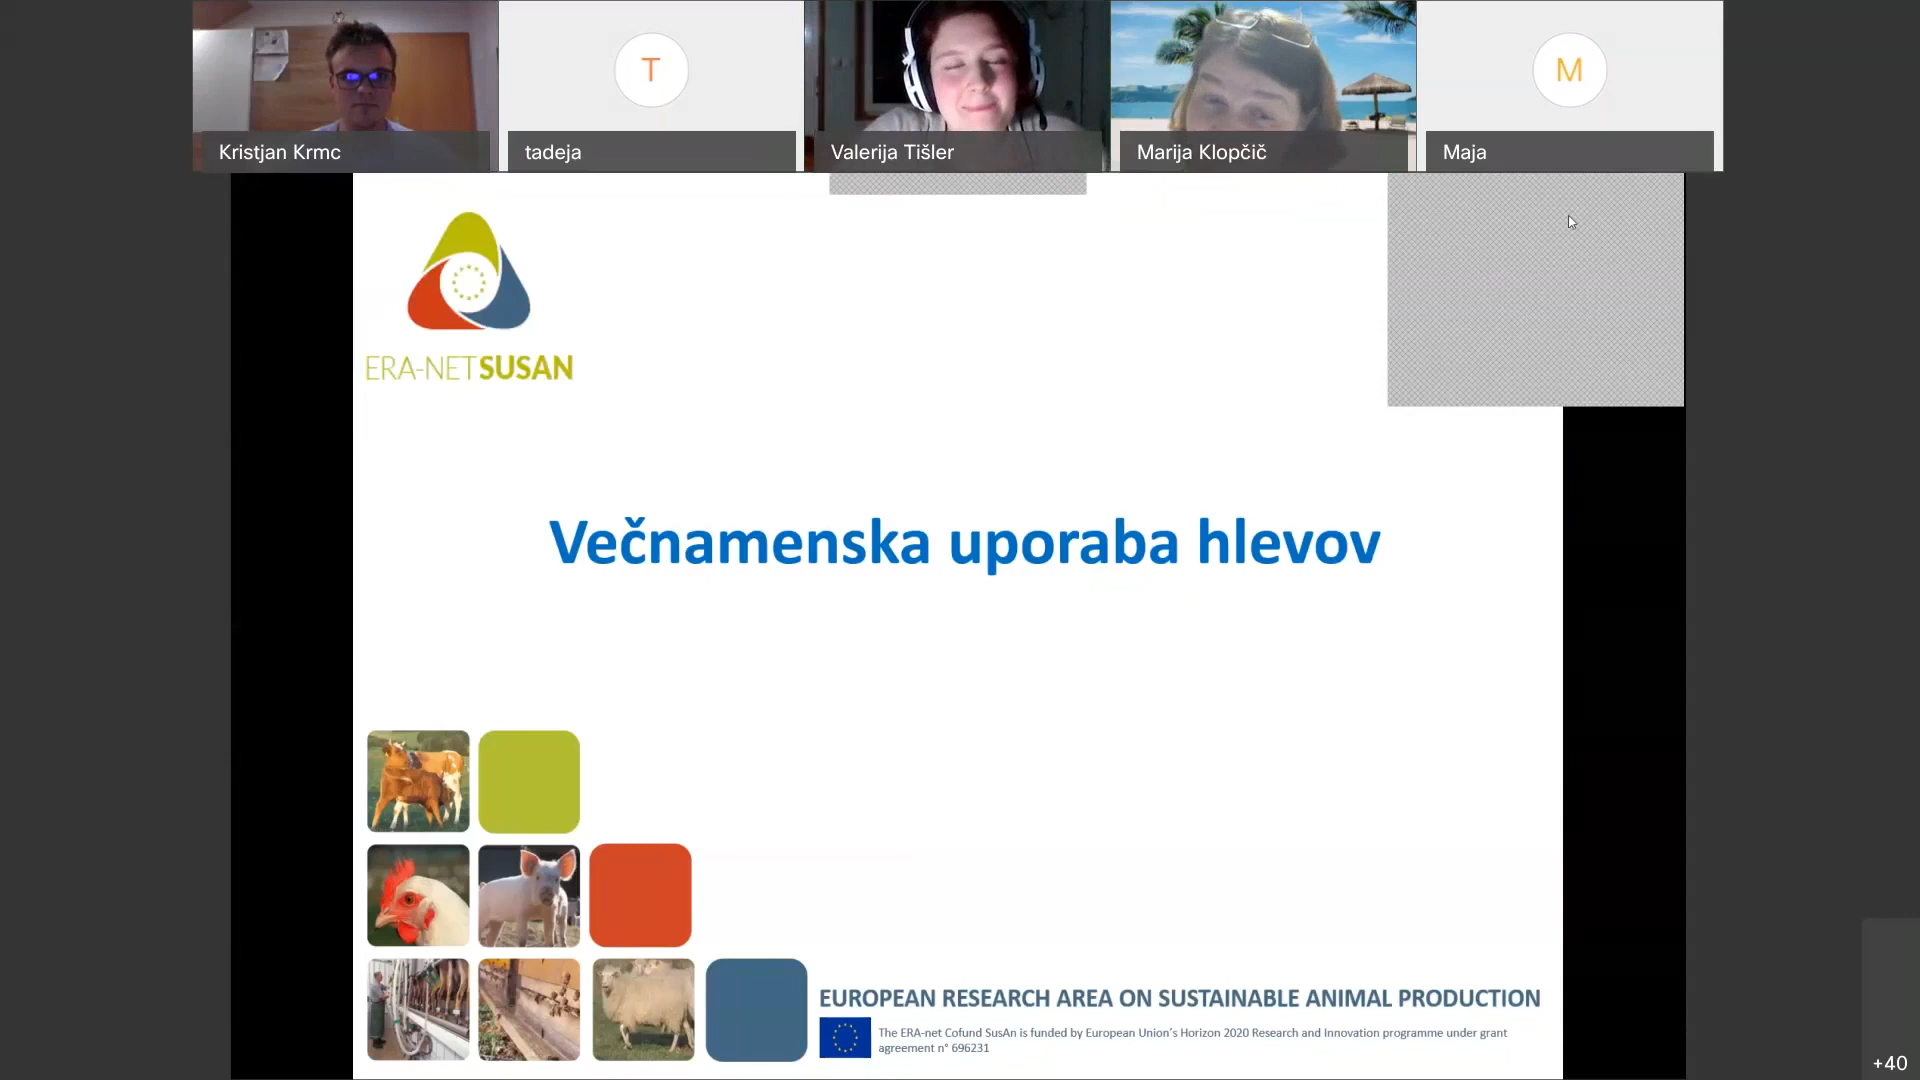 Kristjan Krmc
T
tadeja
Valerija Tišler
Marija Klopčič
M
Maja
ERA-NETSUSAN
Večnamenska uporaba hlevov
EUROPEAN RESEARCH AREA ON SUSTAINABLE ANIMAL PRODUCTION
The ERA-net Cofund SusAn is funded by European Union's Horizon 2020 Research and Innovation programme under grant
agreement n° 696231
+40